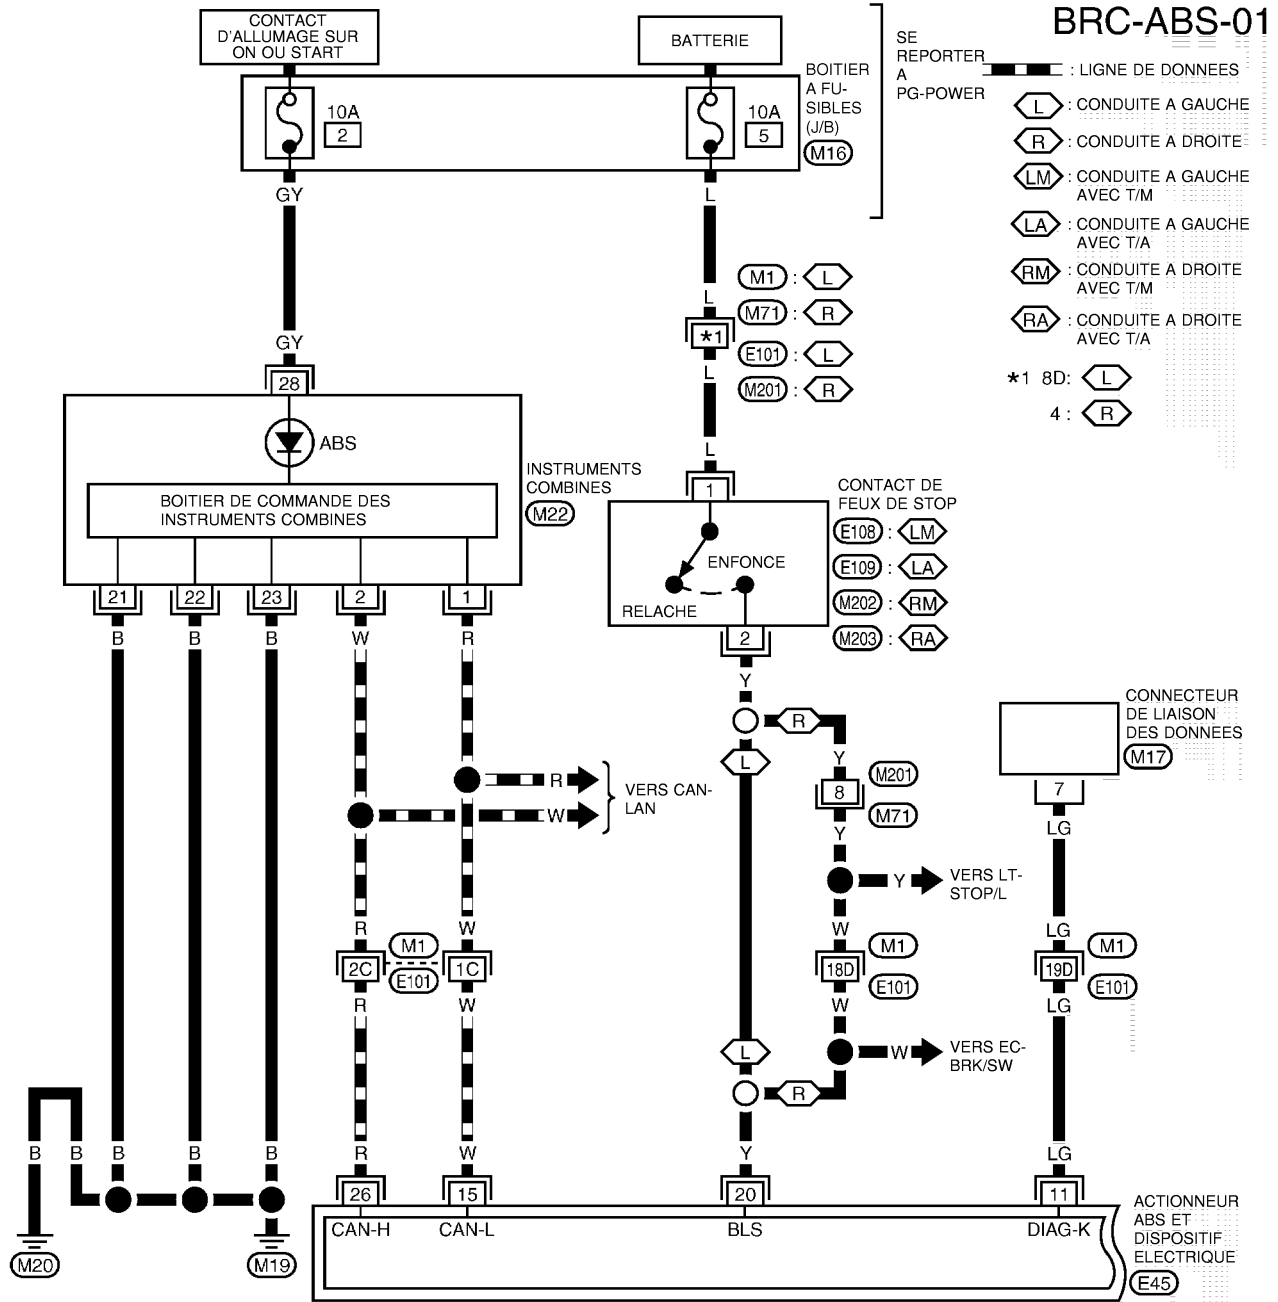 BRC-ABS-01
CONTACT
D'ALLUMAGE SUR
ON OU START
BATTERIE
SE
REPORTER
A
PG-POWER
BOITIER
A FU-
SIBLES
(J/B)
M16
10A
2
10A
5
: LIGNE DE DONNEES
L : CONDUITE A GAUCHE
R : CONDUITE A DROITE
LM : CONDUITE A GAUCHE
AVEC T/M
LA : CONDUITE A GAUCHE
AVEC T/A
RM : CONDUITE A DROITE
AVEC T/M
RA : CONDUITE A DROITE
AVEC T/A
*1 8D: L
4 : R
GY
L
M1 : L
M71 : R
E101 : L
M201 : R
L
*1
L
GY
28
L
ABS
INSTRUMENTS
COMBINES
M22
BOITIER DE COMMANDE DES
INSTRUMENTS COMBINES
1
CONTACT DE
FEUX DE STOP
E108 : LM
E109 : LA
M202 : RM
M203 : RA
ENFONCE
RELACHE
21 22 23 2 1
B B B W R
2
Y
R
L
Y
CONNECTEUR
DE LIAISON
DES DONNEES
M17
7
LG
M201
8
M71
Y
R
W
VERS CAN-
LAN
Y
VERS LT-
STOP/L
R W W LG
M1
2C 1C
E101
M1
18D
E101
M1
19D
E101
R W W LG
L
W
VERS EC-
BRK/SW
R
B B B B B R W Y LG
26 15 20 11
CAN-H CAN-L BLS DIAG-K
ACTIONNEUR
ABS ET
DISPOSITIF
ELECTRIQUE
E45
M20
M19